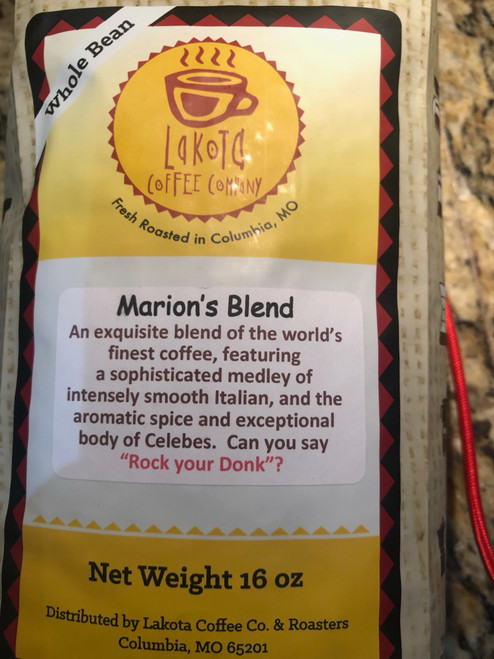 whole Bean
LAKOTA
COFFEE COMPANY
Fresh Roasted in Columbia, MO
Marion's Blend
An exquisite blend of the world's
finest coffee, featuring
a sophisticated medley of
intensely smooth Italian, and the
aromatic spice and exceptional
body of Celebes.  Can you say
"Rock your Donk"?
Net Weight 16 oz
Distributed by Lakota Coffee Co. & Roasters
Columbia, MO 65201